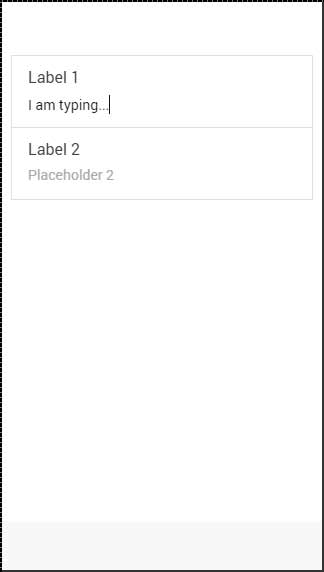 Label 1
I am typing...
Label 2
Placeholder 2